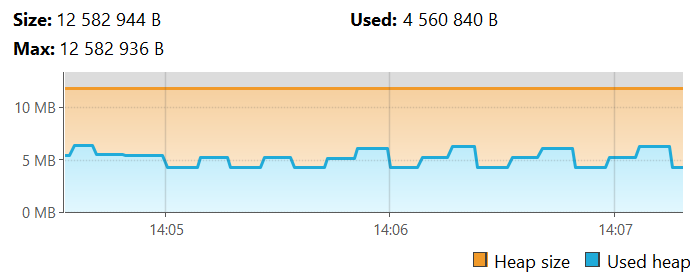 Size: 12 582 944 B Used: 4 560 840 B
Max: 12 582 936 B
10 MB
5 MB
0 MB
14:05 14:06 14:07
Heap size Used heap